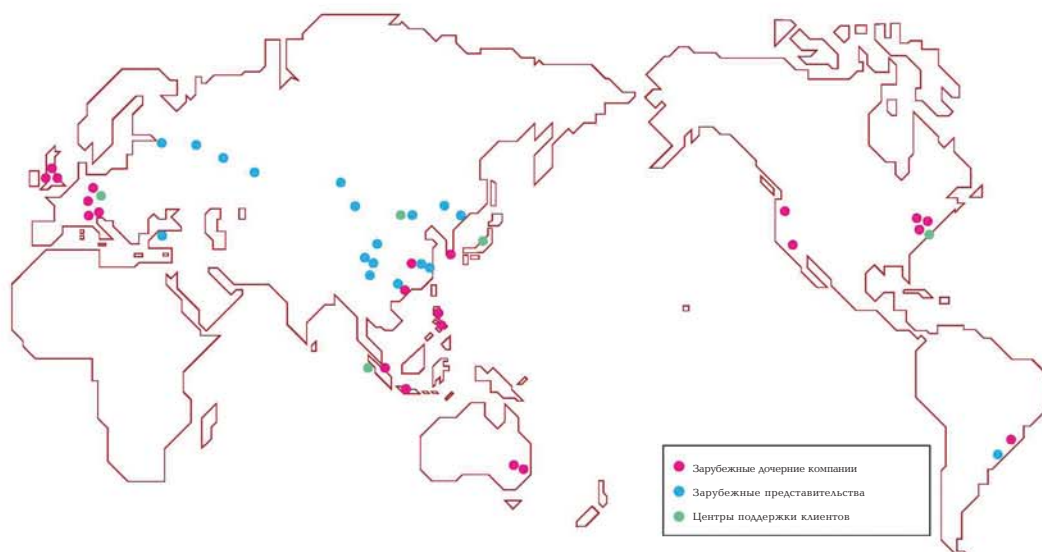 Зарубежные дочерние компании
Зарубежные представительства
Центры поддержки клиентов